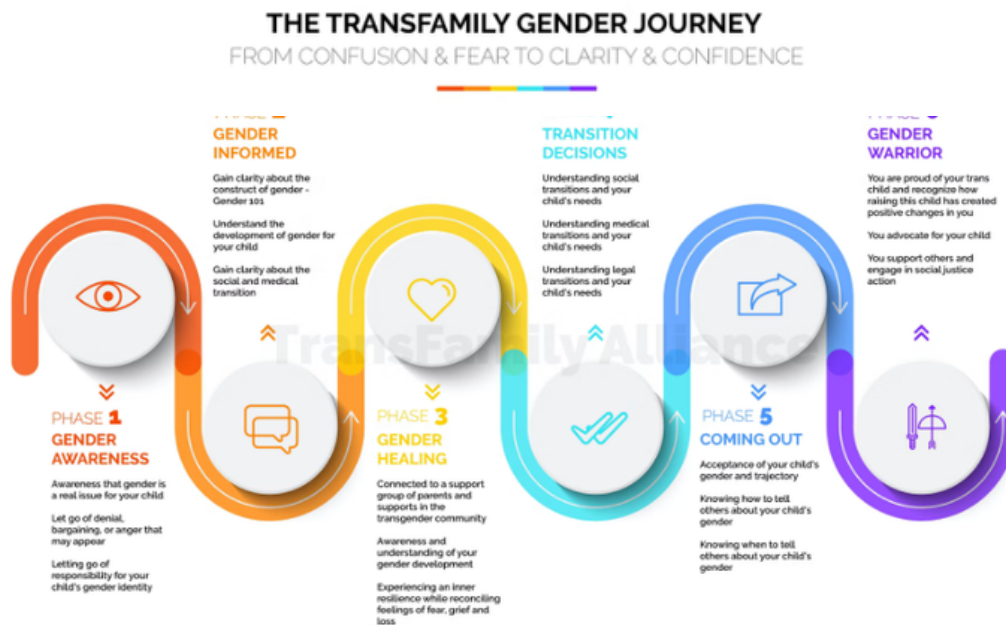 THE TRANSFAMILY GENDER JOURNEY
FROM CONFUSION & FEAR TO CLARITY & CONFIDENCE
PHASE 1
GENDER
AWARENESS
Awareness that gender is
a real issue for your child
Let go of denial,
bargaining, or anger that
may appear
Letting go of
responsibility for your
child's gender identity
GENDER
INFORMED
Gain clarity about the
construct of gender -
Gender 101
Understand the
development of gender for
your child
Gain clarity about the
social and medical
transition
PHASE 3
GENDER
HEALING
Connected to a support
group of parents and
supports in the
transgender community
Awareness and
understanding of your
gender development
Experiencing an inner
resilience while reconciling
feelings of fear, grief and
loss
TRANSITION
DECISIONS
Understanding social
transitions and your
child's needs
Understanding medical
transitions and your
child's needs
Understanding legal
transitions and your
child's needs
PHASE 5
COMING OUT
Acceptance of your child's
gender and trajectory
Knowing how to tell
others about your child's
gender
Knowing when to tell
others about your child's
gender
GENDER
WARRIOR
You are proud of your trans
child and recognize how
raising this child has created
positive changes in you
You advocate for your child
You support others and
engage in social justice
action
TransFamily Alliance